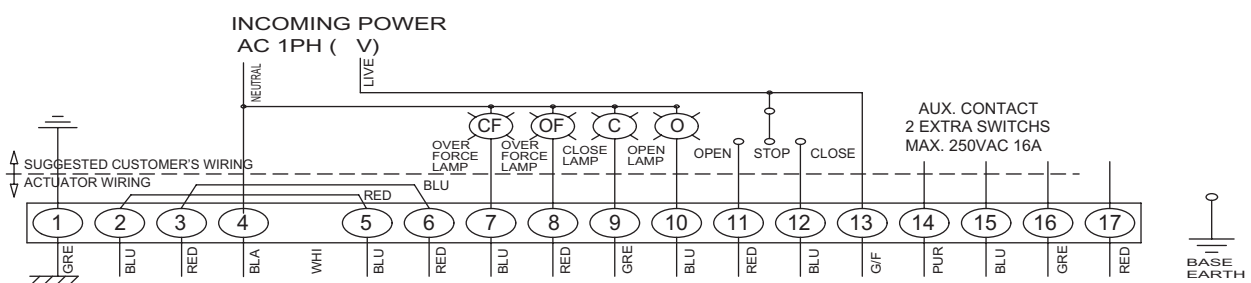 INCOMING POWER
AC 1PH (   V)
NEUTRAL
LIVE
CF
OF
C
O
OVER
FORCE
LAMP
OVER
FORCE
LAMP
CLOSE
LAMP
OPEN
LAMP
OPEN
STOP
CLOSE
AUX. CONTACT
2 EXTRA SWITCHS
MAX. 250VAC 16A
SUGGESTED CUSTOMER'S WIRING
ACTUATOR WIRING
BLU
RED
1 2 3 4 5 6 7 8 9 10 11 12 13 14 15 16 17
GRE BLU RED BLA WHI BLU RED BLU RED GRE BLU RED BLU G/F PUR BLU GRE RED
BASE
EARTH